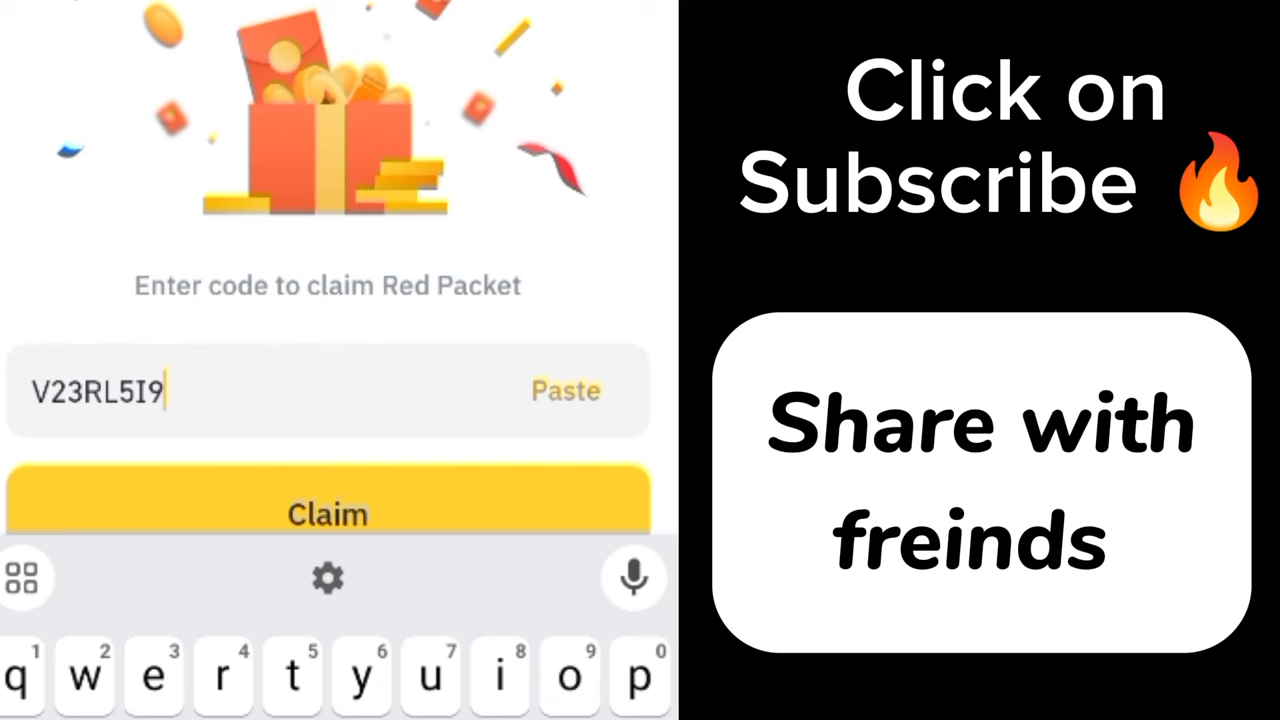 Enter code to claim Red Packet
V23RL5I9
Paste
Claim
1 2 3 4 5 6 7 8 9 0
q w e r t y u i o p
Click on
Subscribe 🔥
Share with
freinds